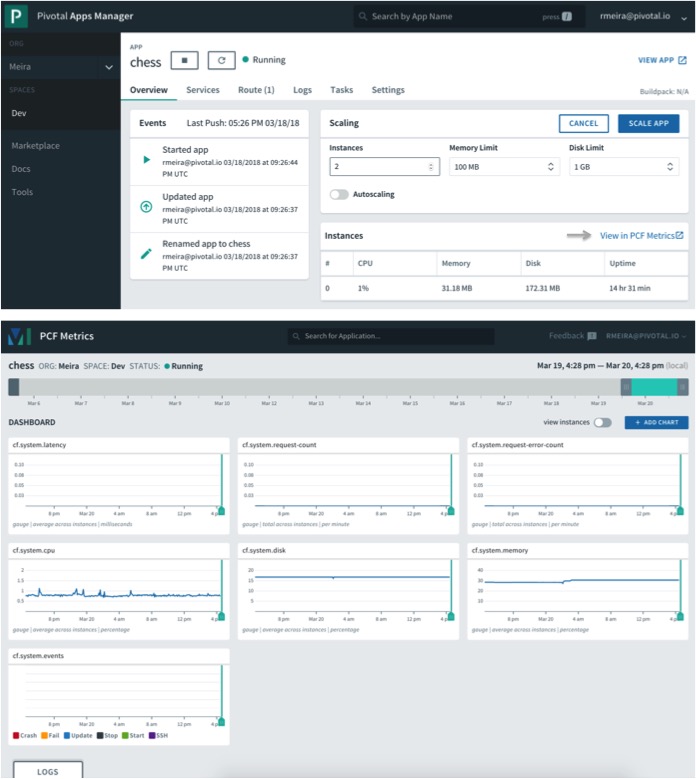 P Pivotal Apps Manager
Search by App Name
press /
rmeira@pivotal.io
ORG
Meira
SPACES
Dev
Marketplace
Docs
Tools
APP
chess
Running
VIEW APP
Overview Services Route (1) Logs Tasks Settings
Buildpack: N/A
Events Last Push: 05:26 PM 03/18/18
Started app
rmeira@pivotal.io 03/18/2018 at 09:26:44
PM UTC
Updated app
rmeira@pivotal.io 03/18/2018 at 09:26:37
PM UTC
Renamed app to chess
rmeira@pivotal.io 03/18/2018 at 09:26:37
PM UTC
Scaling
CANCEL
SCALE APP
Instances Memory Limit Disk Limit
2 100 MB 1 GB
Autoscaling
Instances
View in PCF Metrics
# CPU Memory Disk Uptime
0 1% 31.18 MB 172.31 MB 14 hr 31 min
PCF Metrics
Search for Application...
Feedback
RMEIRA@PIVOTAL.IO
chess ORG: Meira SPACE: Dev STATUS: Running
Mar 19, 4:28 pm — Mar 20, 4:28 pm (local)
Mar 6 Mar 7 Mar 8 Mar 9 Mar 10 Mar 12 Mar 13 Mar 14 Mar 15 Mar 16 Mar 17 Mar 18 Mar 19 Mar 20
DASHBOARD
view instances
+ ADD CHART
cf.system.latency
0.10
0.08
0.05
0.03
8 pm Mar 20 4 am 8 am 12 pm 4 p
gauge | average across instances | milliseconds
cf.system.request-count
0.10
0.08
0.05
0.03
8 pm Mar 20 4 am 8 am 12 pm 4 p
gauge | total across instances | per minute
cf.system.request-error-count
0.10
0.08
0.05
0.03
8 pm Mar 20 4 am 8 am 12 pm 4 p
gauge | total across instances | per minute
cf.system.cpu
2
1.5
1
0.5
8 pm Mar 20 4 am 8 am 12 pm 4 p
gauge | average across instances | percentage
cf.system.disk
20
15
10
5
8 pm Mar 20 4 am 8 am 12 pm 4 p
gauge | average across instances | percentage
cf.system.memory
40
30
20
10
8 pm Mar 20 4 am 8 am 12 pm 4 p
gauge | average across instances | percentage
cf.system.events
8 pm Mar 20 4 am 8 am 12 pm 4 p
Crash Fail Update Stop Start SSH
LOGS